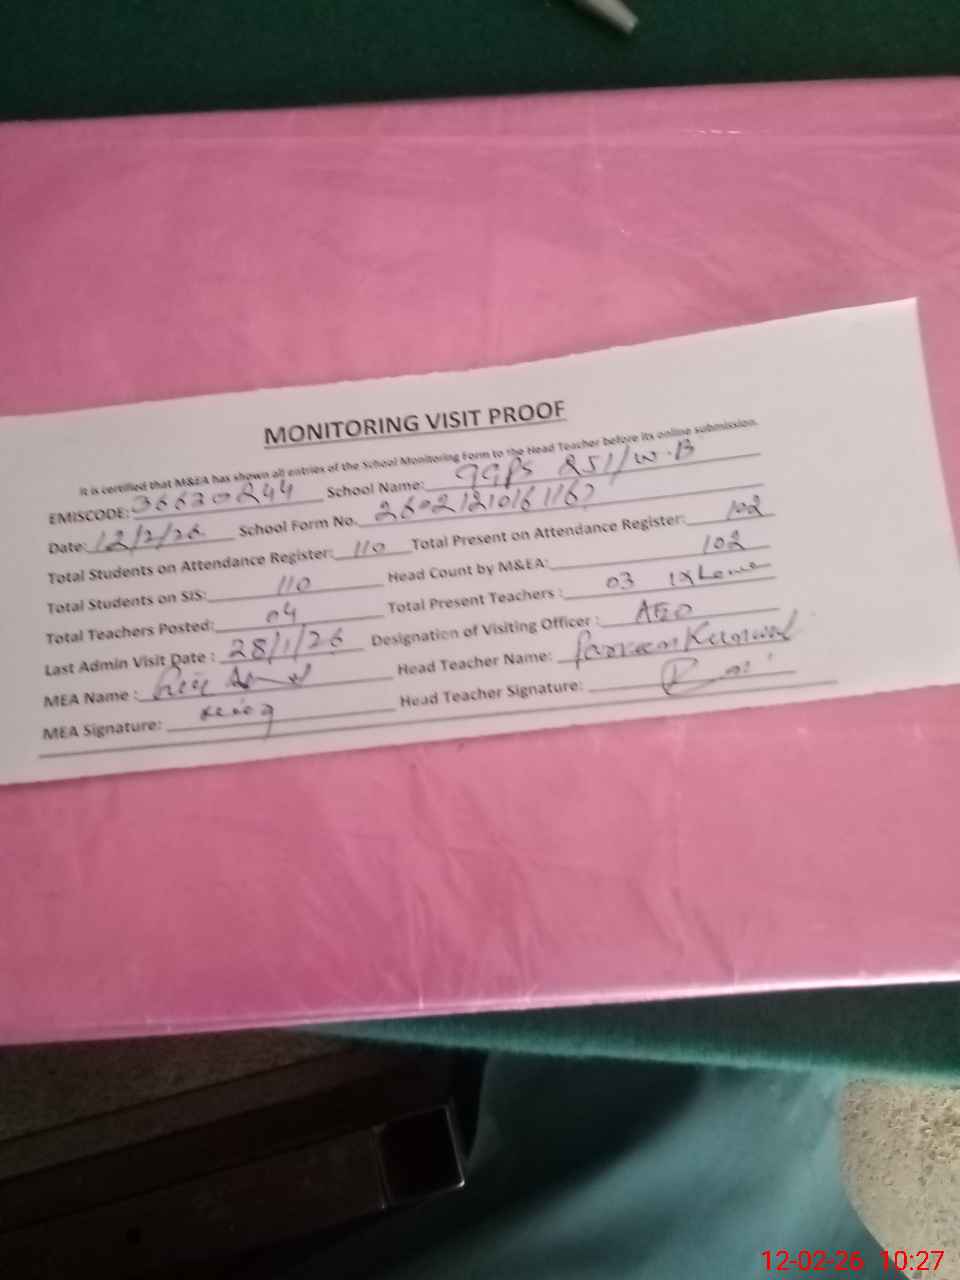 MONITORING VISIT PROOF
It is certified that M&EA has shown all entries of the School Monitoring Form to the Head Teacher before its online submission.
EMISCODE: 36630244 School Name: GGPS 251/W.B
Date: 12/2/26 School Form No.
Total Students on Attendance Register: 110 Total Present on Attendance Register: 102
Total Students on SIS: 110 Head Count by M&EA: 102
Total Teachers Posted: 04 Total Present Teachers : 03
Last Admin Visit Date : 28/1/26 Designation of Visiting Officer : AEO
MEA Name : Head Teacher Name: Parveen Kanwal
MEA Signature: Head Teacher Signature:
12-02-26 10:27